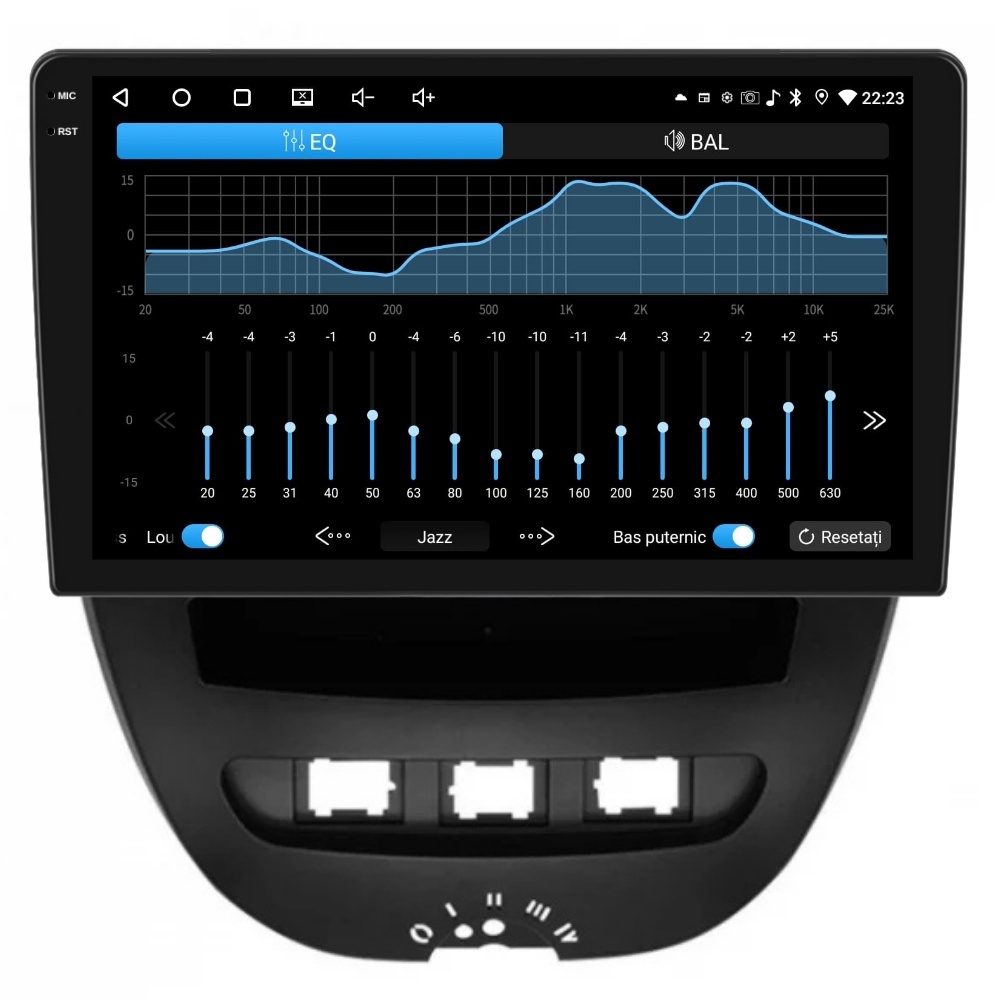 MIC
RST
22:23
EQ
BAL
15
0
-15
20 50 100 200 500 1K 2K 5K 10K 25K
-4 -4 -3 -1 0 -4 -6 -10 -10 -11 -4 -3 -2 -2 +2 +5
15
0
-15
20 25 31 40 50 63 80 100 125 160 200 250 315 400 500 630
s Lou Jazz Bas puternic Resetați
O I II III IV